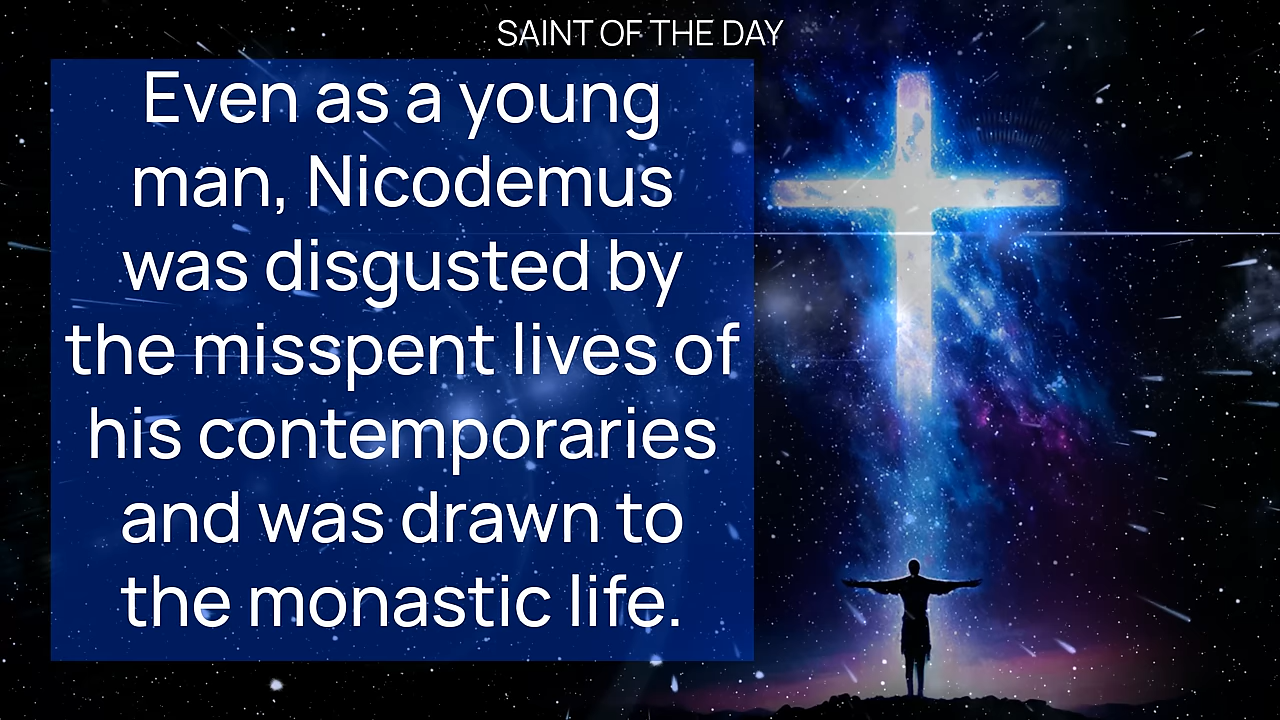 SAINT OF THE DAY
Even as a young
man, Nicodemus
was disgusted by
the misspent lives of
his contemporaries
and was drawn to
the monastic life.